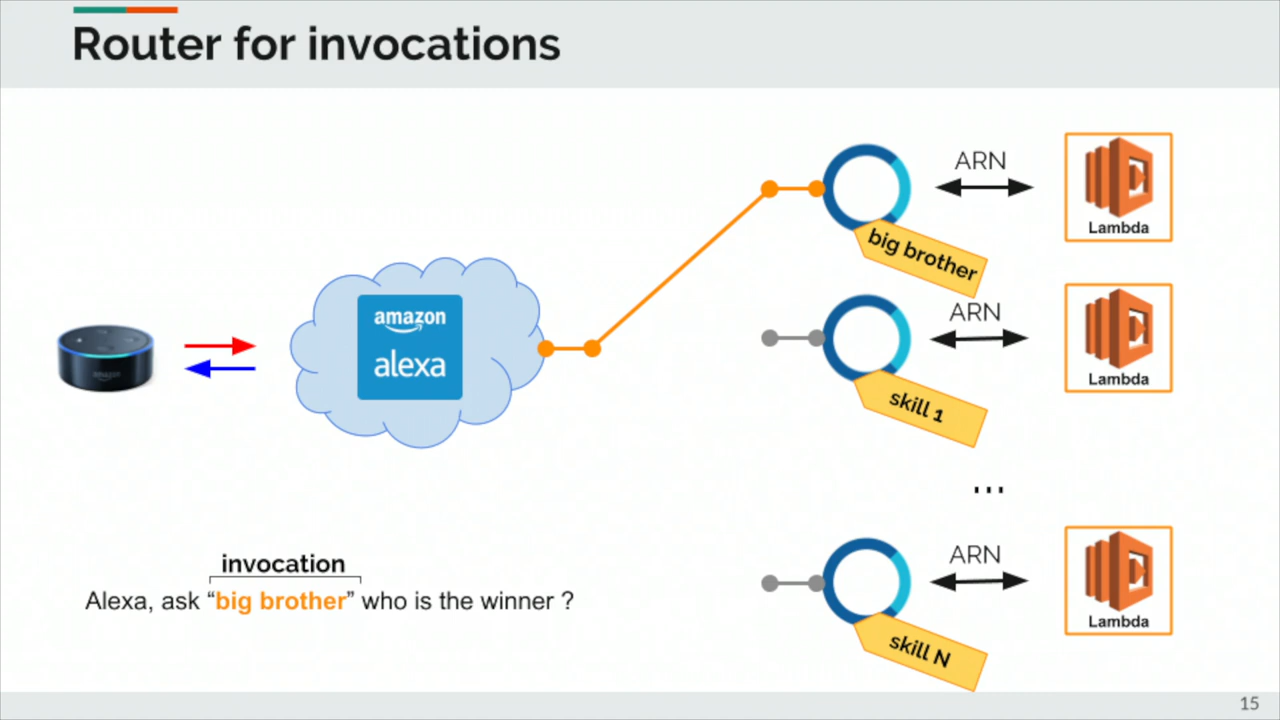 Router for invocations
ARN
Lambda
big brother
amazon
alexa
ARN
Lambda
skill 1
...
invocation
Alexa, ask “big brother” who is the winner ?
ARN
Lambda
skill N
15